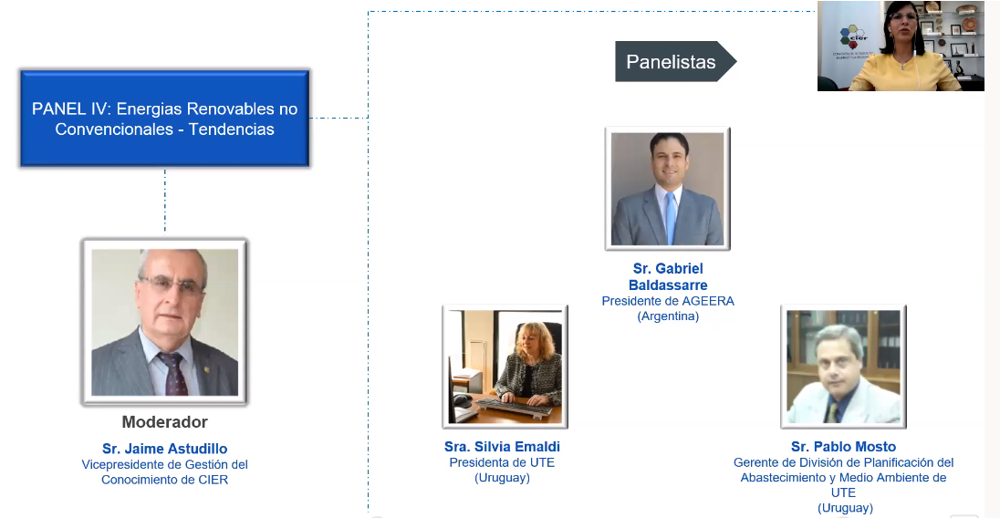 PANEL IV: Energias Renovables no
Convencionales - Tendencias
Moderador
Sr. Jaime Astudillo
Vicepresidente de Gestión del
Conocimiento de CIER
Panelistas
Sr. Gabriel
Baldassarre
Presidente de AGEERA
(Argentina)
Sra. Silvia Emaldi
Presidenta de UTE
(Uruguay)
Sr. Pablo Mosto
Gerente de División de Planificación del
Abastecimiento y Medio Ambiente de
UTE
(Uruguay)
cier